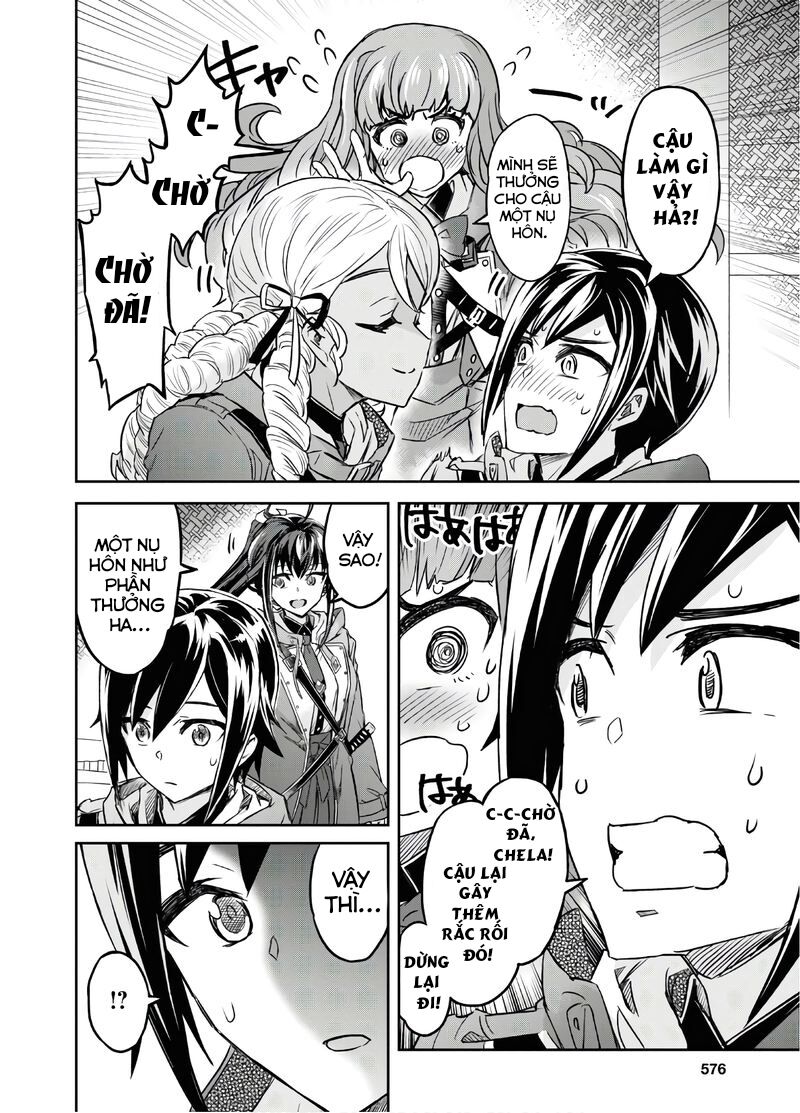 CẬU
LÀM GÌ
VẬY
HẢ?!
MÌNH SẼ
THƯỞNG
CHO CẬU
MỘT NỤ
HÔN.
キャ
C-
CHỜ
CHỜ
ĐÃ!
はぁはぁ
はぁ
C-C-CHỜ
ĐÃ,
CHELA!
CẬU LẠI
GÂY
THÊM
RẮC RỐI
ĐÓ!
DỪNG
LẠI
ĐI!
VẬY
SAO!
MỘT NỤ
HÔN NHƯ
PHẦN
THƯỞNG
HA...
VẬY
THÌ...
!?
576